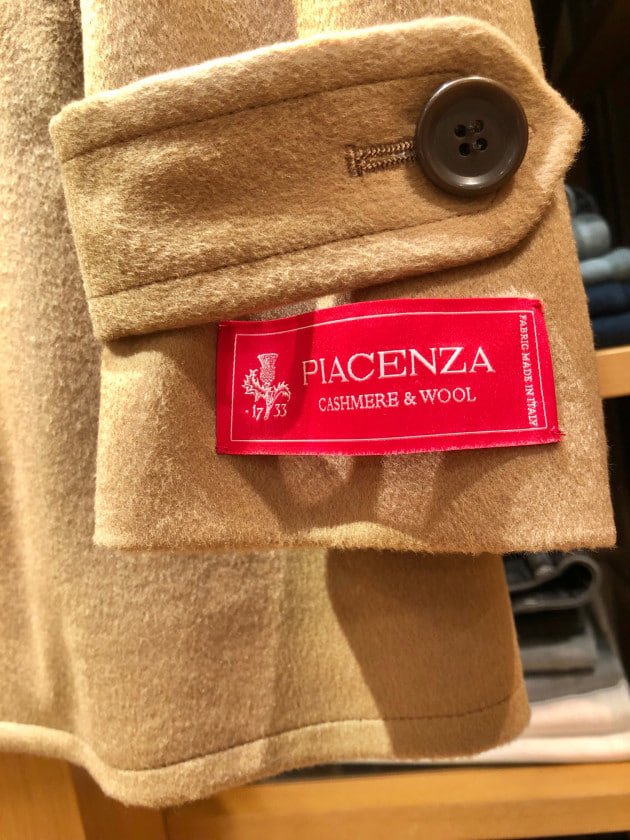 PIACENZA
CASHMERE & WOOL
· 17 33
FABRIC MADE IN ITALY